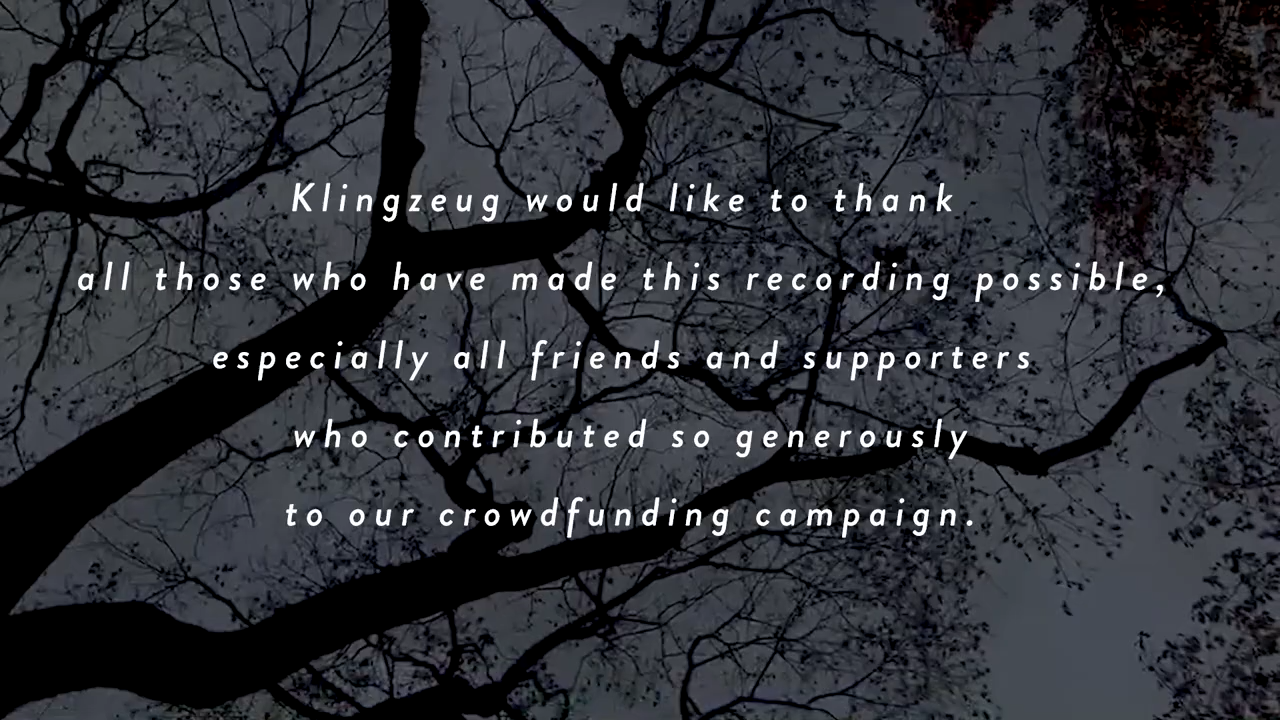 Klingzeug would like to thank
all those who have made this recording possible,
especially all friends and supporters
who contributed so generously
to our crowdfunding campaign.